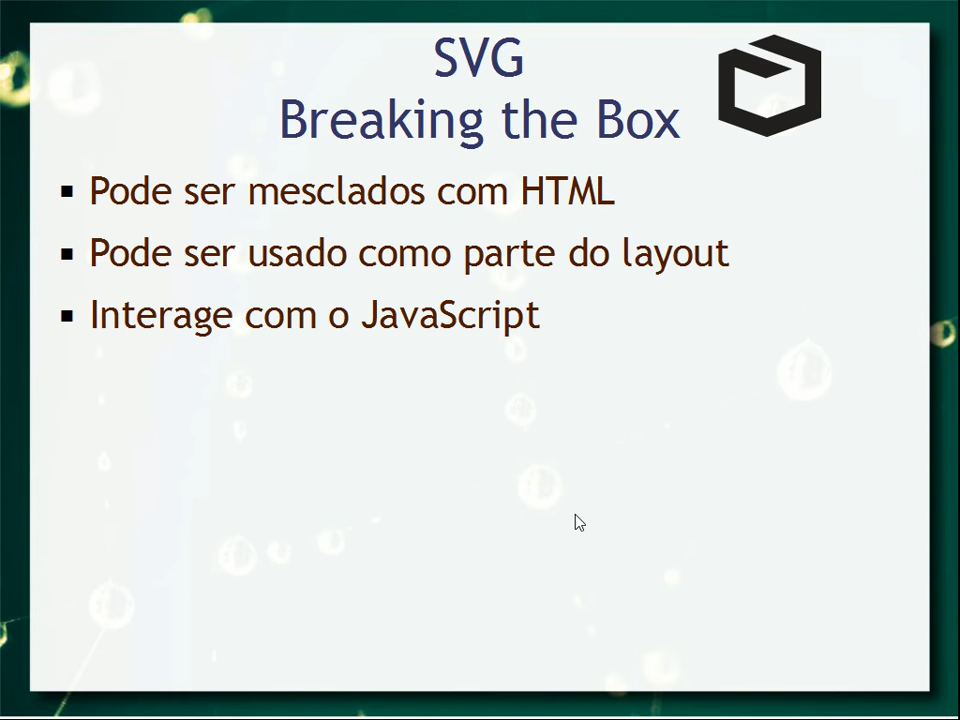 SVG
Breaking the Box
▪ Pode ser mesclados com HTML
▪ Pode ser usado como parte do layout
▪ Interage com o JavaScript